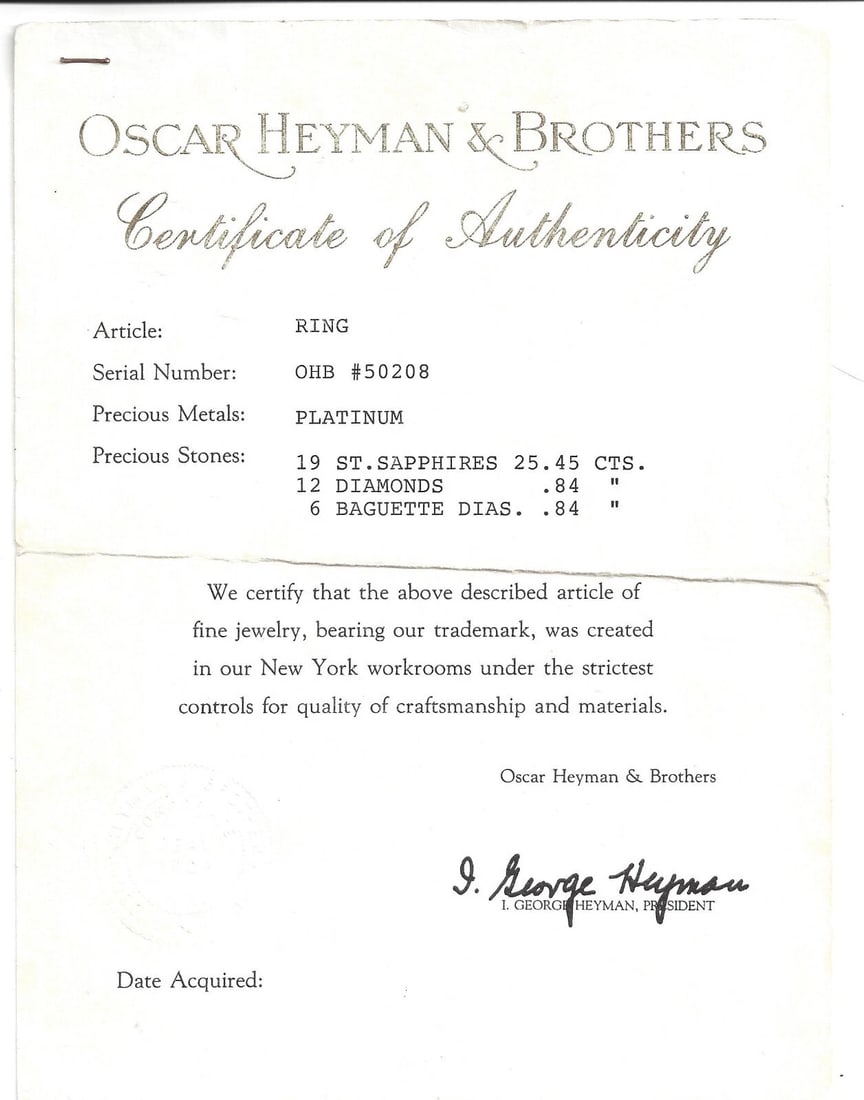 OSCAR HEYMAN & BROTHERS
Certificate of Authenticity
Article: RING
Serial Number: OHB #50208
Precious Metals: PLATINUM
Precious Stones: 19 ST.SAPPHIRES 25.45 CTS.
12 DIAMONDS .84 "
6 BAGUETTE DIAS. .84 "
We certify that the above described article of
fine jewelry, bearing our trademark, was created
in our New York workrooms under the strictest
controls for quality of craftsmanship and materials.
Oscar Heyman & Brothers
I. George Heyman
I. GEORGE HEYMAN, PRESIDENT
Date Acquired: